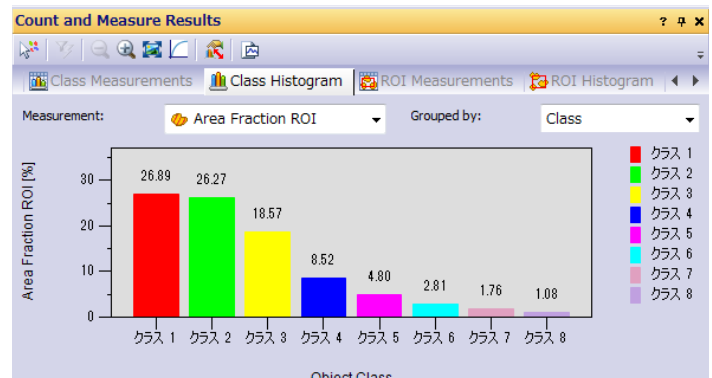 Count and Measure Results
Class Measurements Class Histogram ROI Measurements ROI Histogram
Measurement: Area Fraction ROI Grouped by: Class
Area Fraction ROI [%]
30
20
10
0
26.89
26.27
18.57
8.52
4.80
2.81
1.76
1.08
クラス 1 クラス 2 クラス 3 クラス 4 クラス 5 クラス 6 クラス 7 クラス 8
Object Class
クラス 1
クラス 2
クラス 3
クラス 4
クラス 5
クラス 6
クラス 7
クラス 8